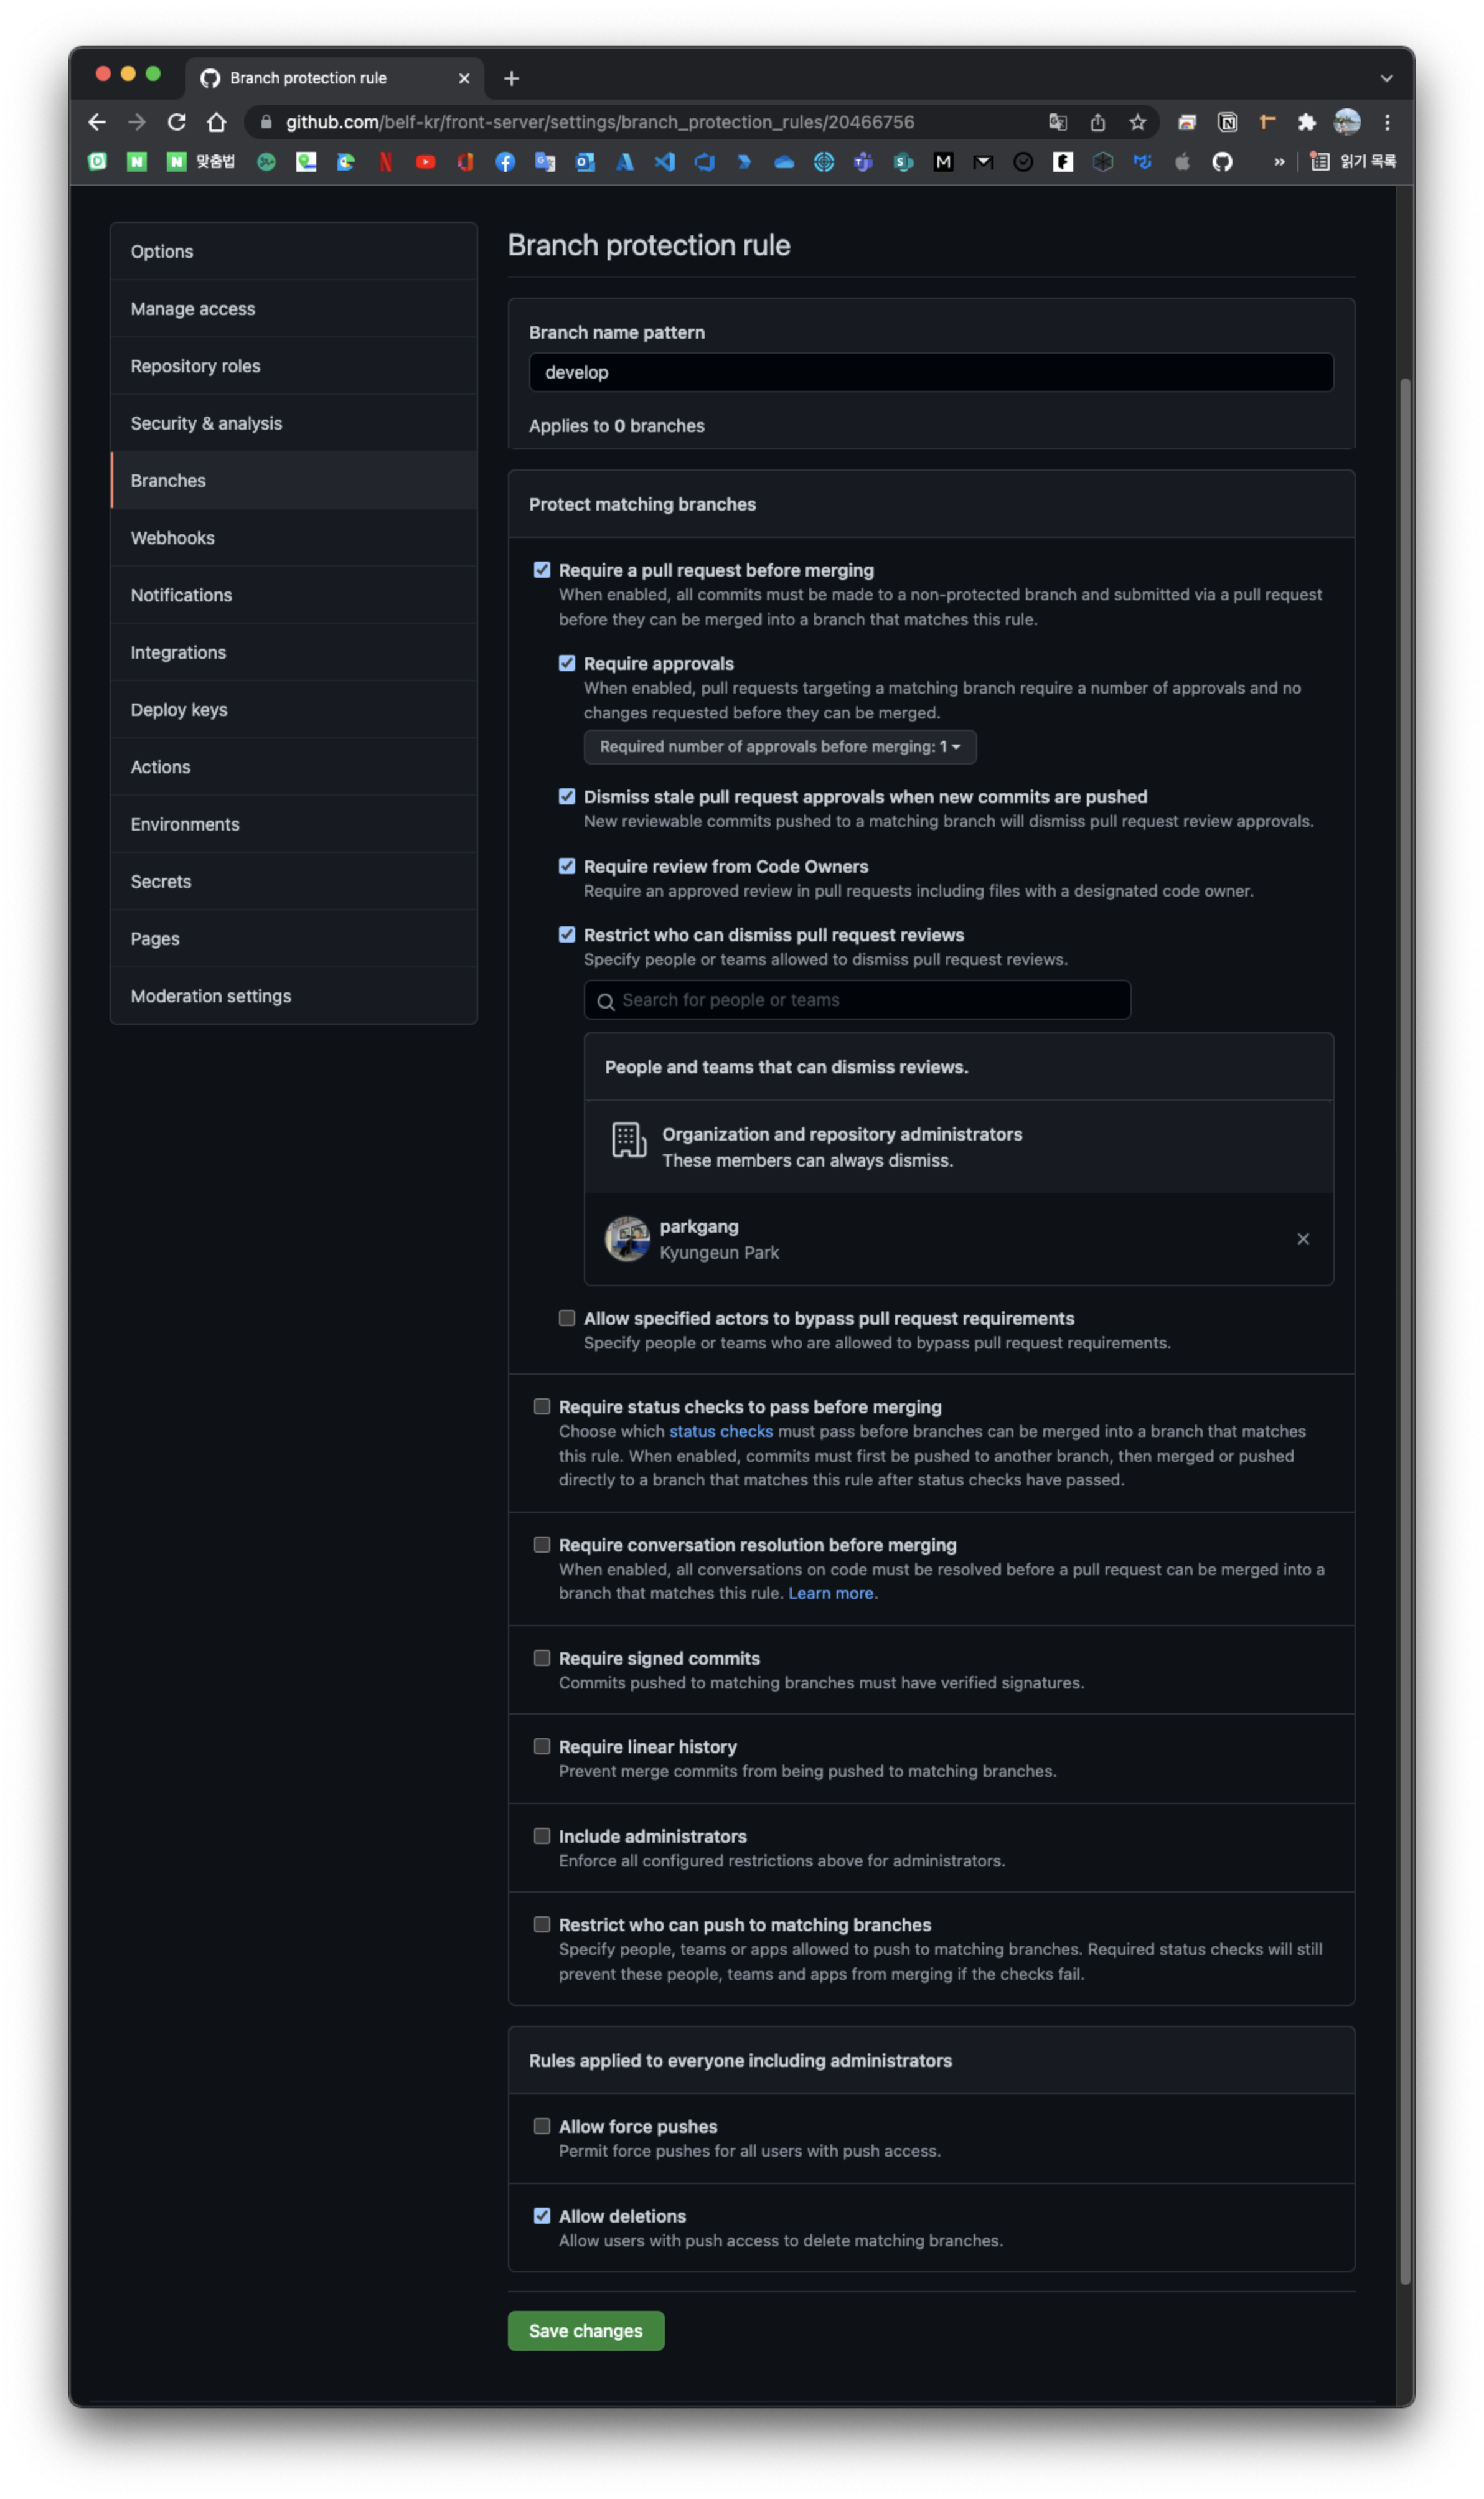 Branch protection rule
github.com/belf-kr/front-server/settings/branch_protection_rules/20466756
맞춤법
읽기 목록
Options
Manage access
Repository roles
Security & analysis
Branches
Webhooks
Notifications
Integrations
Deploy keys
Actions
Environments
Secrets
Pages
Moderation settings
Branch protection rule
Branch name pattern
develop
Applies to 0 branches
Protect matching branches
Require a pull request before merging
When enabled, all commits must be made to a non-protected branch and submitted via a pull request
before they can be merged into a branch that matches this rule.
Require approvals
When enabled, pull requests targeting a matching branch require a number of approvals and no
changes requested before they can be merged.
Required number of approvals before merging: 1
Dismiss stale pull request approvals when new commits are pushed
New reviewable commits pushed to a matching branch will dismiss pull request review approvals.
Require review from Code Owners
Require an approved review in pull requests including files with a designated code owner.
Restrict who can dismiss pull request reviews
Specify people or teams allowed to dismiss pull request reviews.
Search for people or teams
People and teams that can dismiss reviews.
Organization and repository administrators
These members can always dismiss.
parkgang
Kyungeun Park
Allow specified actors to bypass pull request requirements
Specify people or teams who are allowed to bypass pull request requirements.
Require status checks to pass before merging
Choose which status checks must pass before branches can be merged into a branch that matches
this rule. When enabled, commits must first be pushed to another branch, then merged or pushed
directly to a branch that matches this rule after status checks have passed.
Require conversation resolution before merging
When enabled, all conversations on code must be resolved before a pull request can be merged into a
branch that matches this rule. Learn more.
Require signed commits
Commits pushed to matching branches must have verified signatures.
Require linear history
Prevent merge commits from being pushed to matching branches.
Include administrators
Enforce all configured restrictions above for administrators.
Restrict who can push to matching branches
Specify people, teams or apps allowed to push to matching branches. Required status checks will still
prevent these people, teams and apps from merging if the checks fail.
Rules applied to everyone including administrators
Allow force pushes
Permit force pushes for all users with push access.
Allow deletions
Allow users with push access to delete matching branches.
Save changes